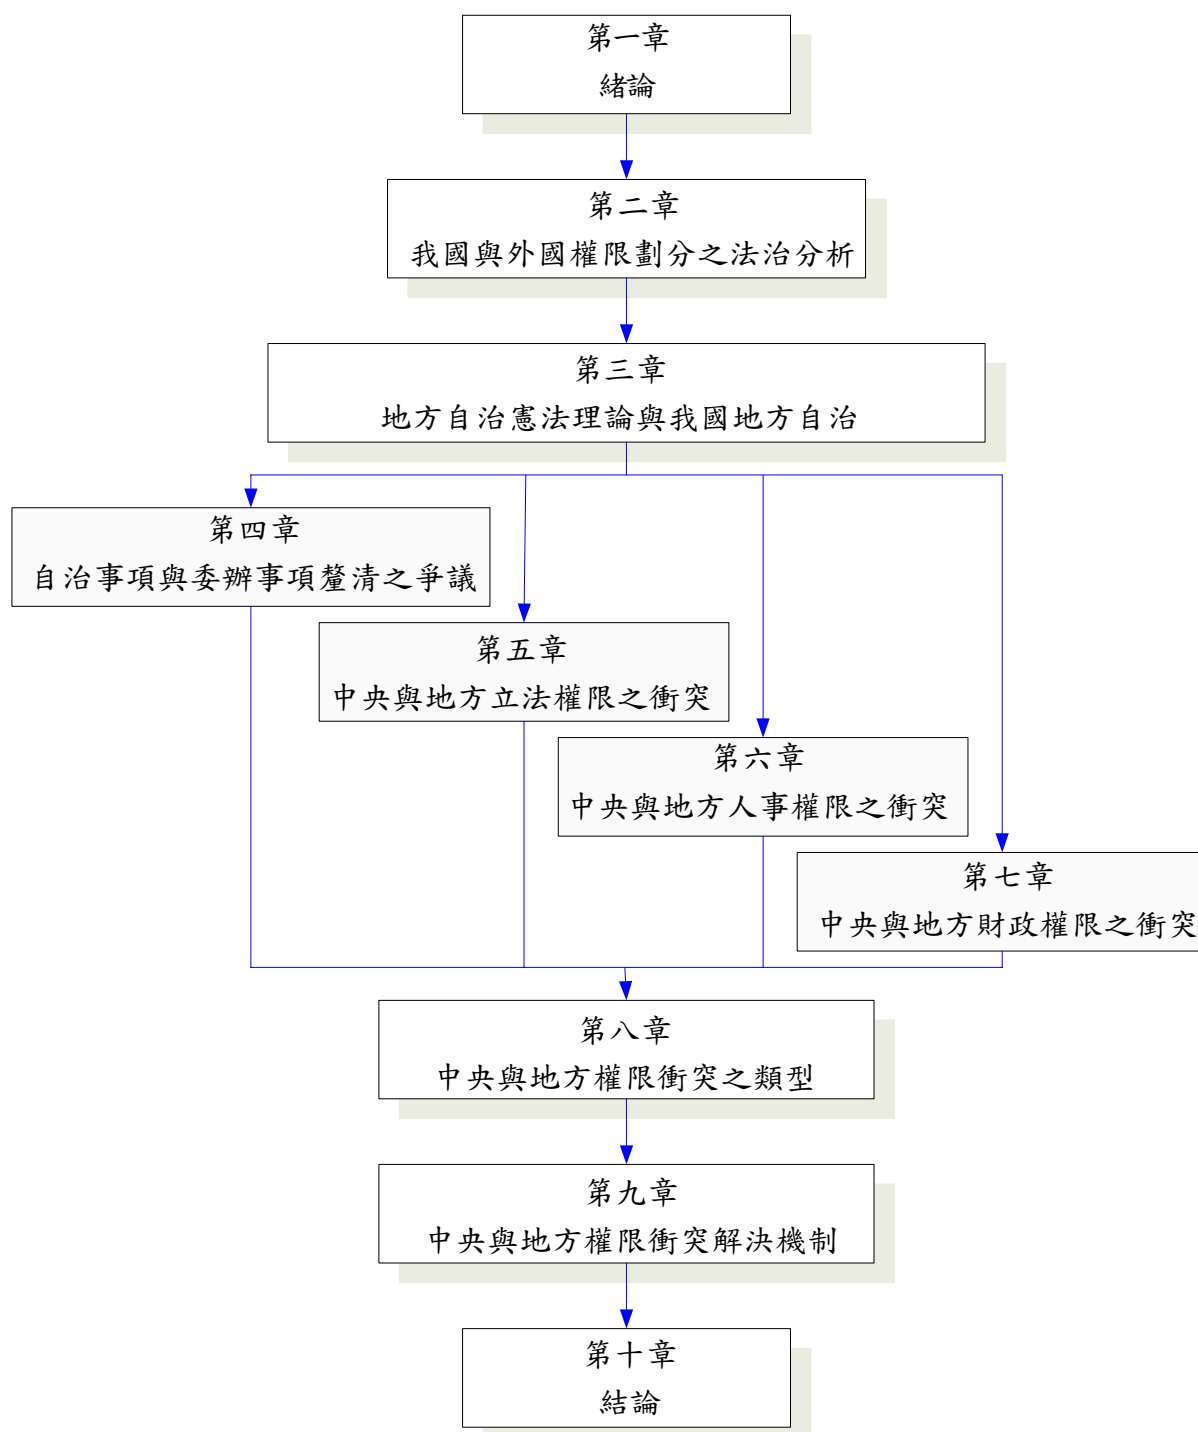 第一章
緒論
第二章
我國與外國權限劃分之法治分析
第三章
地方自治憲法理論與我國地方自治
第四章
自治事項與委辦事項釐清之爭議
第五章
中央與地方立法權限之衝突
第六章
中央與地方人事權限之衝突
第七章
中央與地方財政權限之衝突
第八章
中央與地方權限衝突之類型
第九章
中央與地方權限衝突解決機制
第十章
結論